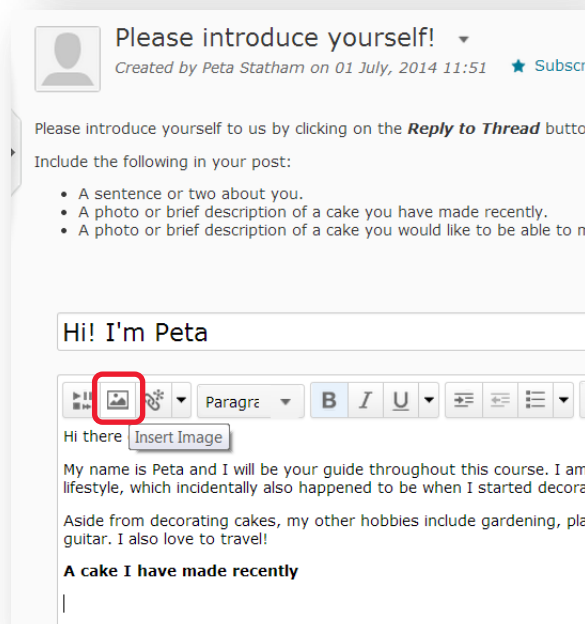 Please introduce yourself!
Created by Peta Statham on 01 July, 2014 11:51 Subscr
Please introduce yourself to us by clicking on the Reply to Thread butto
Include the following in your post:
• A sentence or two about you.
• A photo or brief description of a cake you have made recently.
• A photo or brief description of a cake you would like to be able to m
Hi! I'm Peta
Paragra B I U
Hi there
Insert Image
My name is Peta and I will be your guide throughout this course. I am
lifestyle, which incidentally also happened to be when I started decora
Aside from decorating cakes, my other hobbies include gardening, pla
guitar. I also love to travel!
A cake I have made recently